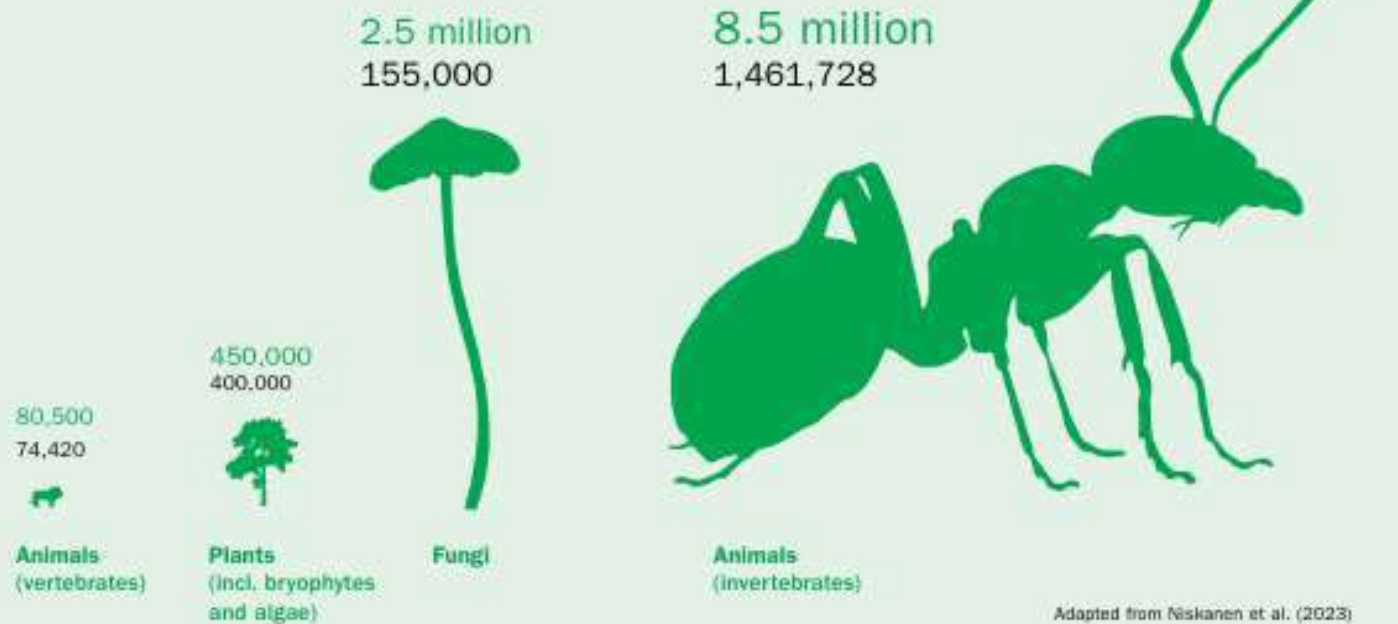 2.5 million
155,000
8.5 million
1,461,728
450,000
400.000
80,500
74,420
Animals
(vertebrates)
Plants
(incl. bryophytes
and algae)
Fungi
Animals
(invertebrates)
Adapted from Niskanen et al. (2023)